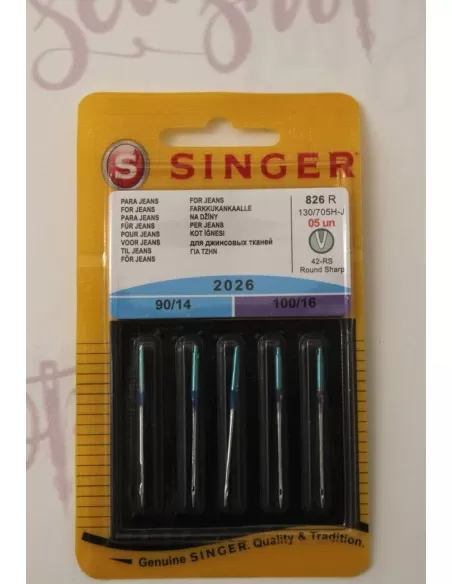 S SINGER
PARA JEANS
FOR JEANS
PARA JEANS
FÜR JEANS
POUR JEANS
VOOR JEANS
TIL JEANS
FÖR JEANS
FOR JEANS
FARKKUKANKAALLE
NA DŽÍNY
PER JEANS
KOT İĞNESİ
для джинсовых тканей
ΓΙΑ ΤΖΗΝ
826 R
130/705H-J
05 un
42-RS
Round Sharp
2026
90/14
100/16
Genuine SINGER. Quality & Tradition.